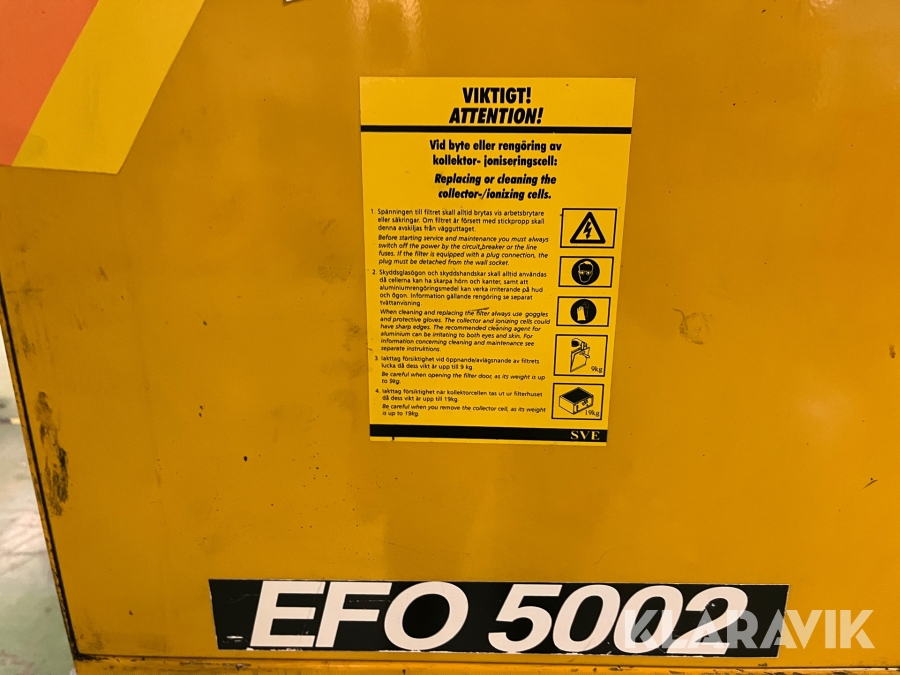 VIKTIGT!
ATTENTION!
Vid byte eller rengöring av
kollektor- joniseringscell:
Replacing or cleaning the
collector-/ionizing cells.
1. Spänningen till filtret skall alltid brytas vis arbetsbrytare
eller säkringar. Om filtret är försett med stickpropp skall
denna avskiljas från vägguttaget.
Before starting service and maintenance you must always
switch off the power by the circuit breaker or the line
fuses. If the filter is equipped with a plug connection, the
plug must be detached from the wall socket.
2. Skyddsglasögon och skyddshandskar skall alltid användas
då cellerna kan ha skarpa hörn och kanter, samt att
aluminiumrengöringsmedel kan verka irriterande på hud
och ögon. Information gällande rengöring se separat
tvättanvisning.
When cleaning and replacing the filter always use goggles
and protective gloves. The collector and ionizing cells could
have sharp edges. The recommended cleaning agent for
aluminium can be irritating to both eyes and skin. For
information concerning cleaning and maintenance see
separate instruktions.
3. Iakttag försiktighet vid öppnande/avlägsnande av filtrets
lucka då dess vikt är upp till 9 kg.
Be careful when opening the filter door, as its weight is up
to 9kg.
9kg
4. Iakttag försiktighet när kollektorcellen tas ut ur filterhuset
då dess vikt är upp till 19kg.
Be careful when you remove the collector cell, as its weight
is up to 19kg.
19kg
SVE
EFO 5002
KLARAVIK